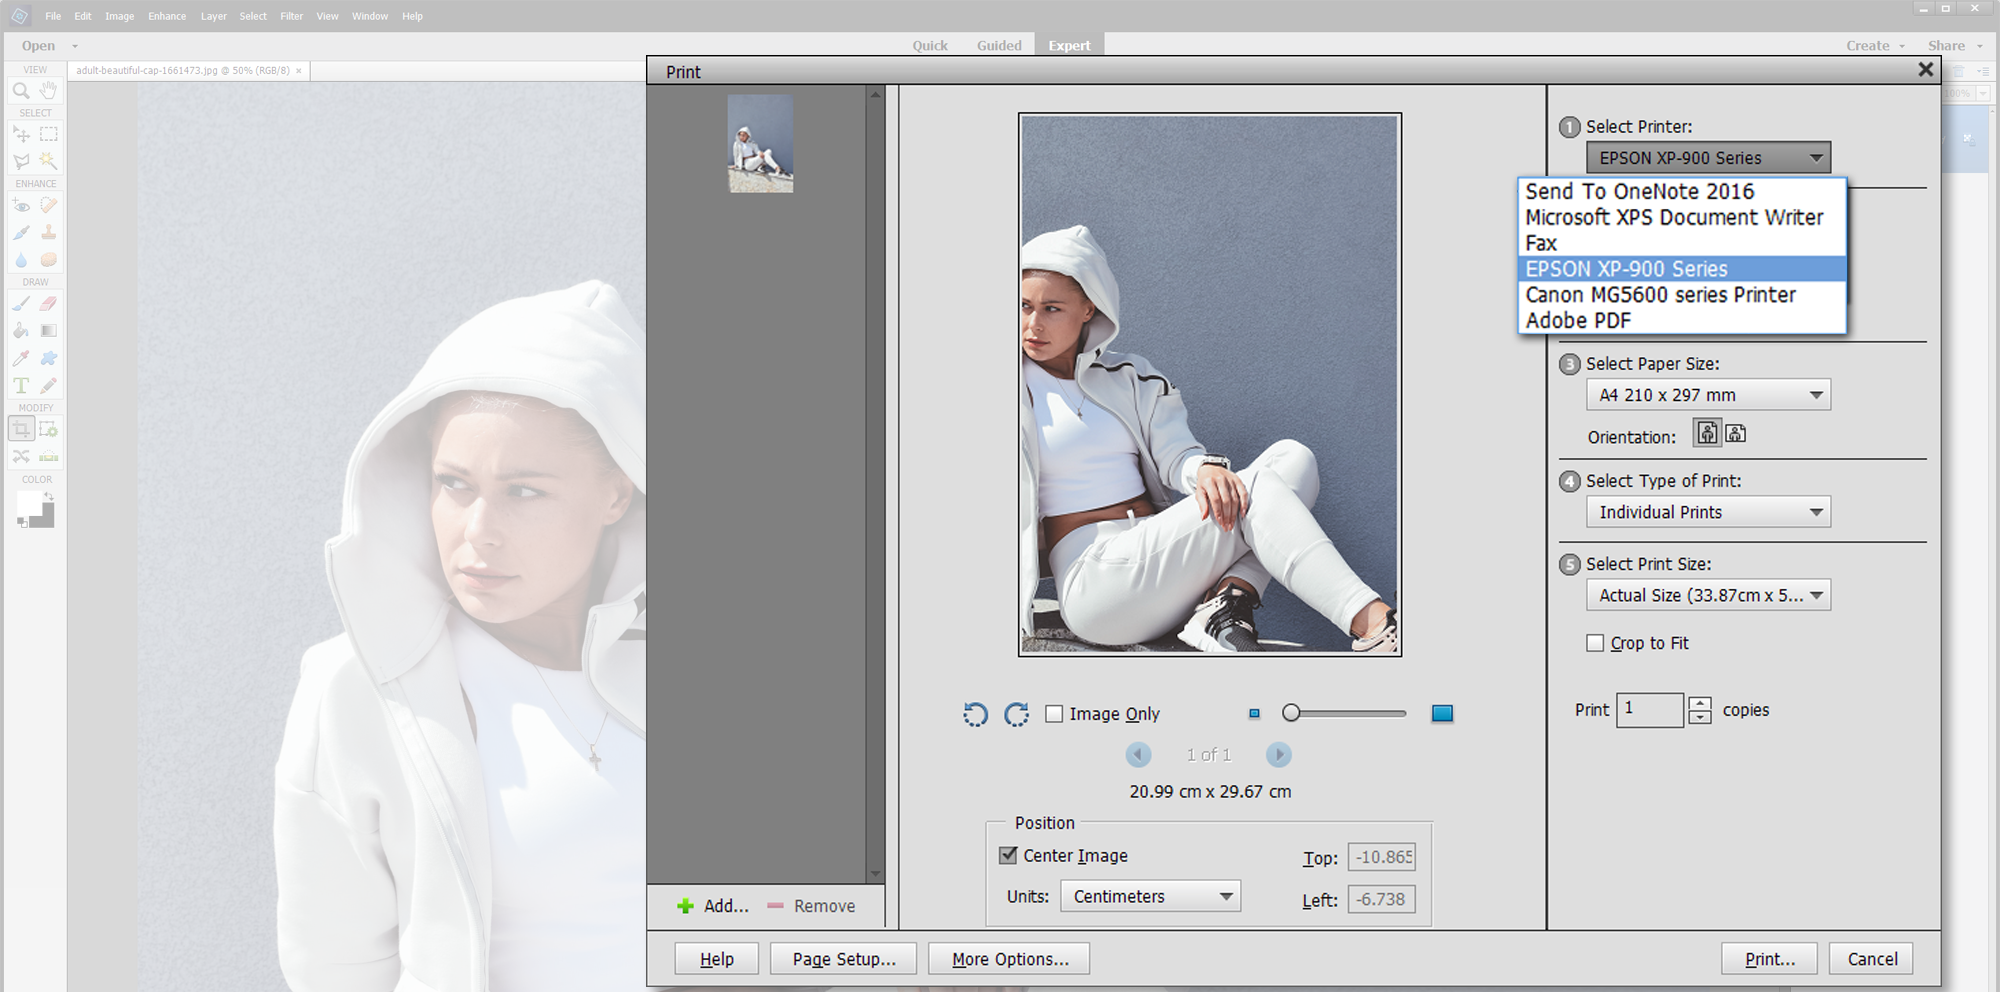 File Edit Image Enhance Layer Select Filter View Window Help
Open
Quick Guided Expert
Create Share
adult-beautiful-cap-1661473.jpg @ 50% (RGB/8) ×
100%
VIEW
SELECT
ENHANCE
DRAW
T
MODIFY
COLOR
Print
1 Select Printer:
EPSON XP-900 Series
Send To OneNote 2016
Microsoft XPS Document Writer
Fax
EPSON XP-900 Series
Canon MG5600 series Printer
Adobe PDF
3 Select Paper Size:
A4 210 x 297 mm
Orientation:
4 Select Type of Print:
Individual Prints
5 Select Print Size:
Actual Size (33.87cm x 5...
Crop to Fit
Print 1 copies
Image Only
1 of 1
20.99 cm x 29.67 cm
Position
Center Image
Units: Centimeters
Top: -10.865
Left: -6.738
Add... Remove
Help Page Setup... More Options...
Print... Cancel